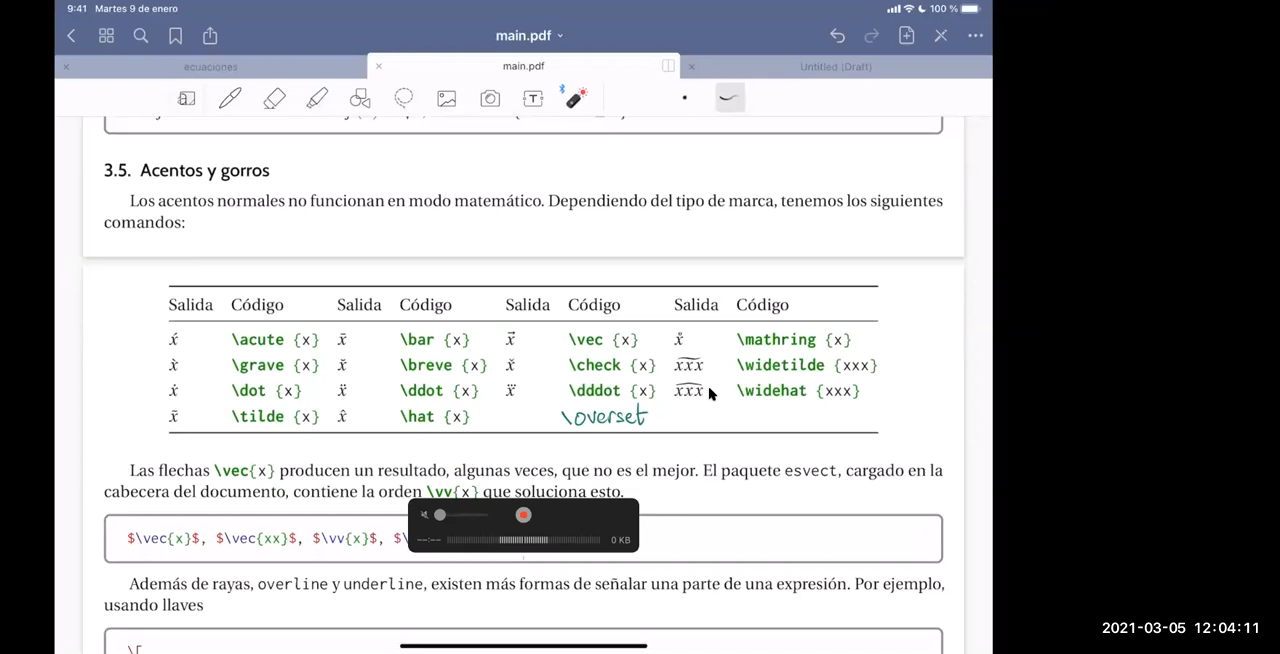 9:41 Martes 9 de enero 100 %
main.pdf
ecuaciones main.pdf Untitled (Draft)
3.5. Acentos y gorros
Los acentos normales no funcionan en modo matemático. Dependiendo del tipo de marca, tenemos los siguientes
comandos:
Salida Código Salida Código Salida Código Salida Código
x́ \acute {x} x̄ \bar {x} x⃗ \vec {x} x̊ \mathring {x}
x̀ \grave {x} x̆ \breve {x} x̌ \check {x} x͠xx \widetilde {xxx}
ẋ \dot {x} ẍ \ddot {x} x⃛ \dddot {x} x̂xx \widehat {xxx}
x̃ \tilde {x} x̂ \hat {x} \overset
Las flechas \vec{x} producen un resultado, algunas veces, que no es el mejor. El paquete esvect, cargado en la
cabecera del documento, contiene la orden \vv{x} que soluciona esto.
0 KB
$\vec{x}$, $\vec{xx}$, $\vv{x}$, $\
Además de rayas, overline y underline, existen más formas de señalar una parte de una expresión. Por ejemplo,
usando llaves
\[
2021-03-05 12:04:11